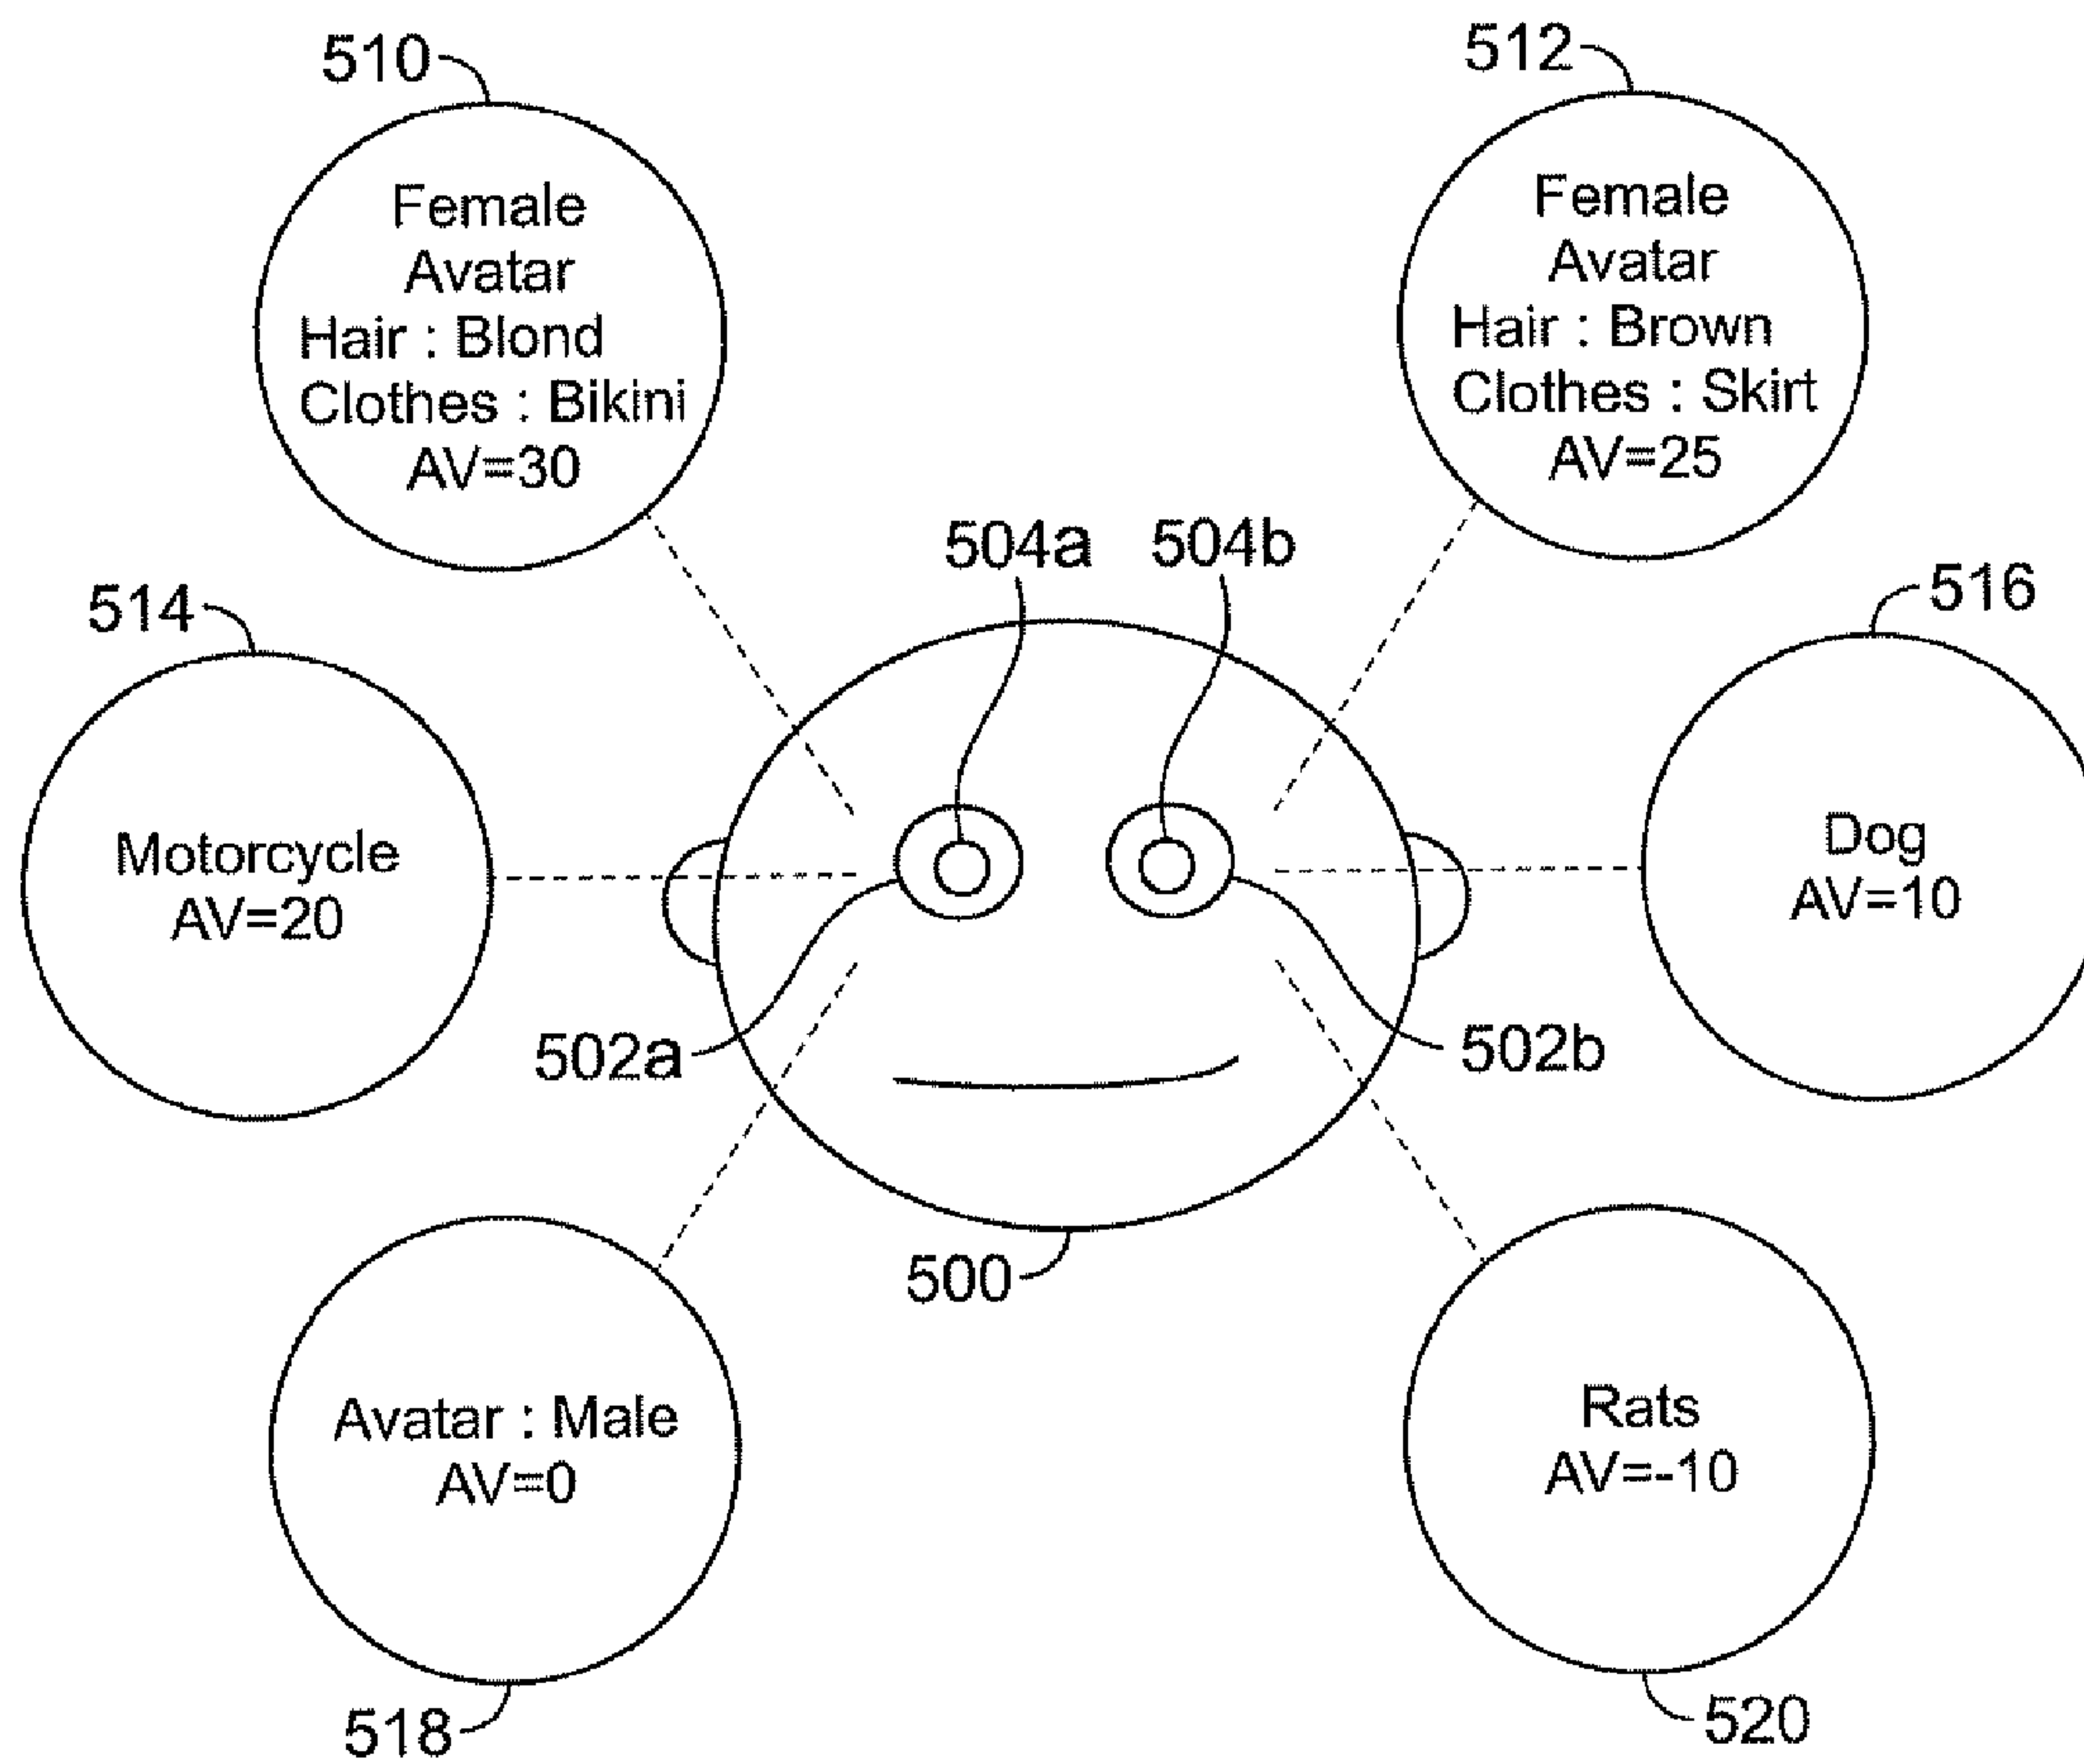 510
512
Female
Avatar
Hair : Blond
Clothes : Bikini
AV=30
Female
Avatar
Hair : Brown
Clothes : Skirt
AV=25
504a
504b
514
516
Motorcycle
AV=20
Dog
AV=10
502a
502b
500
Avatar : Male
AV=0
Rats
AV=-10
518
520